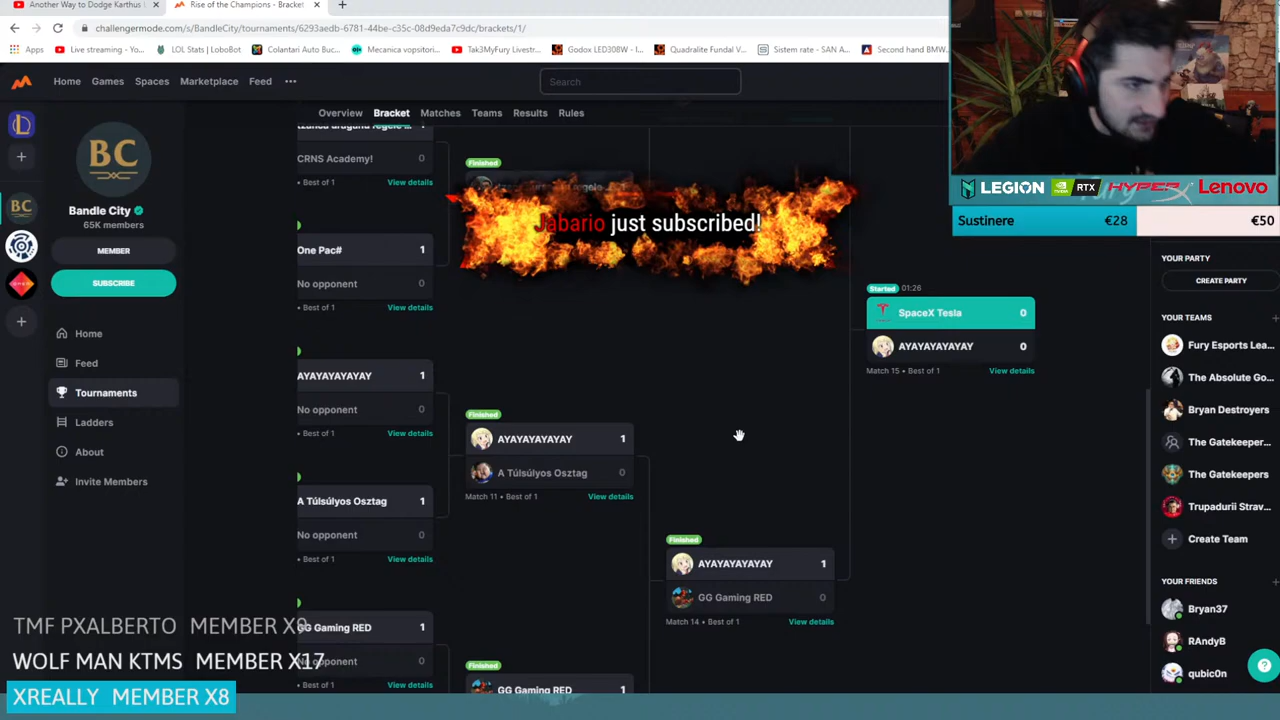 Another Way to Dodge Karthus
Rise of the Champions - Bracket
challengermode.com/s/BandleCity/tournaments/6293aedb-6781-44be-c35c-08d9eda7c9dc/brackets/1/
Apps
Live streaming - Yo...
LOL Stats | LoboBot
Colantari Auto Buc...
Mecanica vopsitori...
Tak3MyFury Livestr...
Godox LED308W - I...
Quadralite Fundal V...
Sistem rate - SAN A...
Second hand BMW...
Home
Games
Spaces
Marketplace
Feed
Search
Overview
Bracket
Matches
Teams
Results
Rules
BC
Bandle City
65K members
MEMBER
SUBSCRIBE
Home
Feed
Tournaments
Ladders
About
Invite Members
1
CRNS Academy! 0
• Best of 1 View details
One Pac# 1
No opponent 0
• Best of 1 View details
AYAYAYAYAYAY 1
No opponent 0
• Best of 1 View details
A Túlsúlyos Osztag 1
No opponent 0
• Best of 1 View details
GG Gaming RED 1
opponent 0
• Best of 1 View details
Finished
Jabario just subscribed!
Finished
AYAYAYAYAYAY 1
A Túlsúlyos Osztag 0
Match 11 • Best of 1 View details
Finished
GG Gaming RED 1
Finished
AYAYAYAYAYAY 1
GG Gaming RED 0
Match 14 • Best of 1 View details
Started 01:26
SpaceX Tesla 0
AYAYAYAYAYAY 0
Match 15 • Best of 1 View details
LEGION NVIDIA RTX HYPERX Lenovo
Sustinere €28 €50
YOUR PARTY
CREATE PARTY
YOUR TEAMS
Fury Esports Lea...
The Absolute Go...
Bryan Destroyers
The Gatekeeper...
The Gatekeepers
Trupadurii Strav...
Create Team
YOUR FRIENDS
Bryan37
RAndyB
qubic0n
TMF PXALBERTO MEMBER X9
WOLF MAN KTMS MEMBER X17
XREALLY MEMBER X8